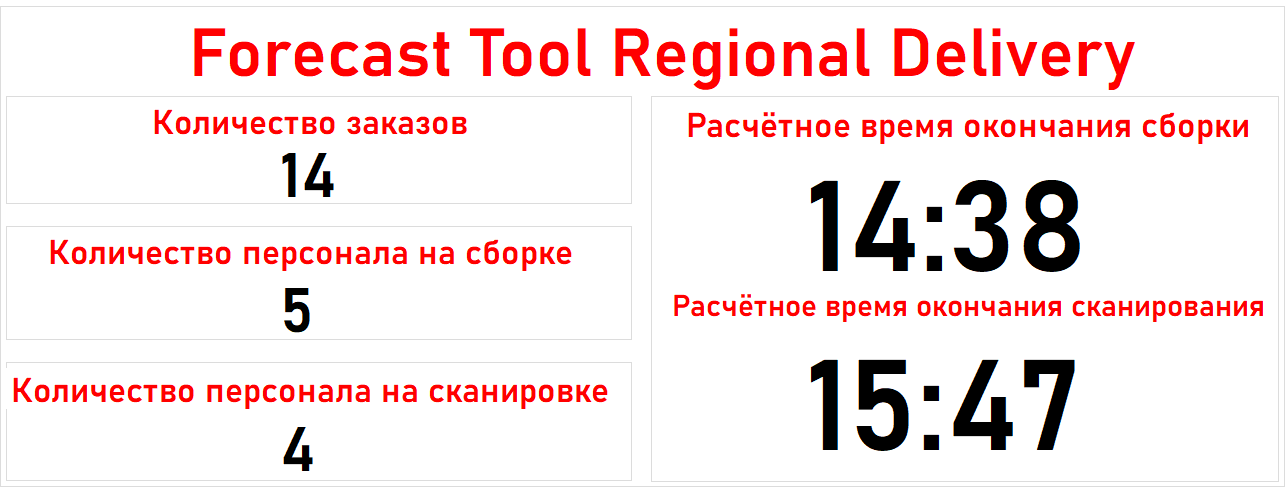 Forecast Tool Regional Delivery
Количество заказов
14
Количество персонала на сборке
5
Количество персонала на сканировке
4
Расчётное время окончания сборки
14:38
Расчётное время окончания сканирования
15:47